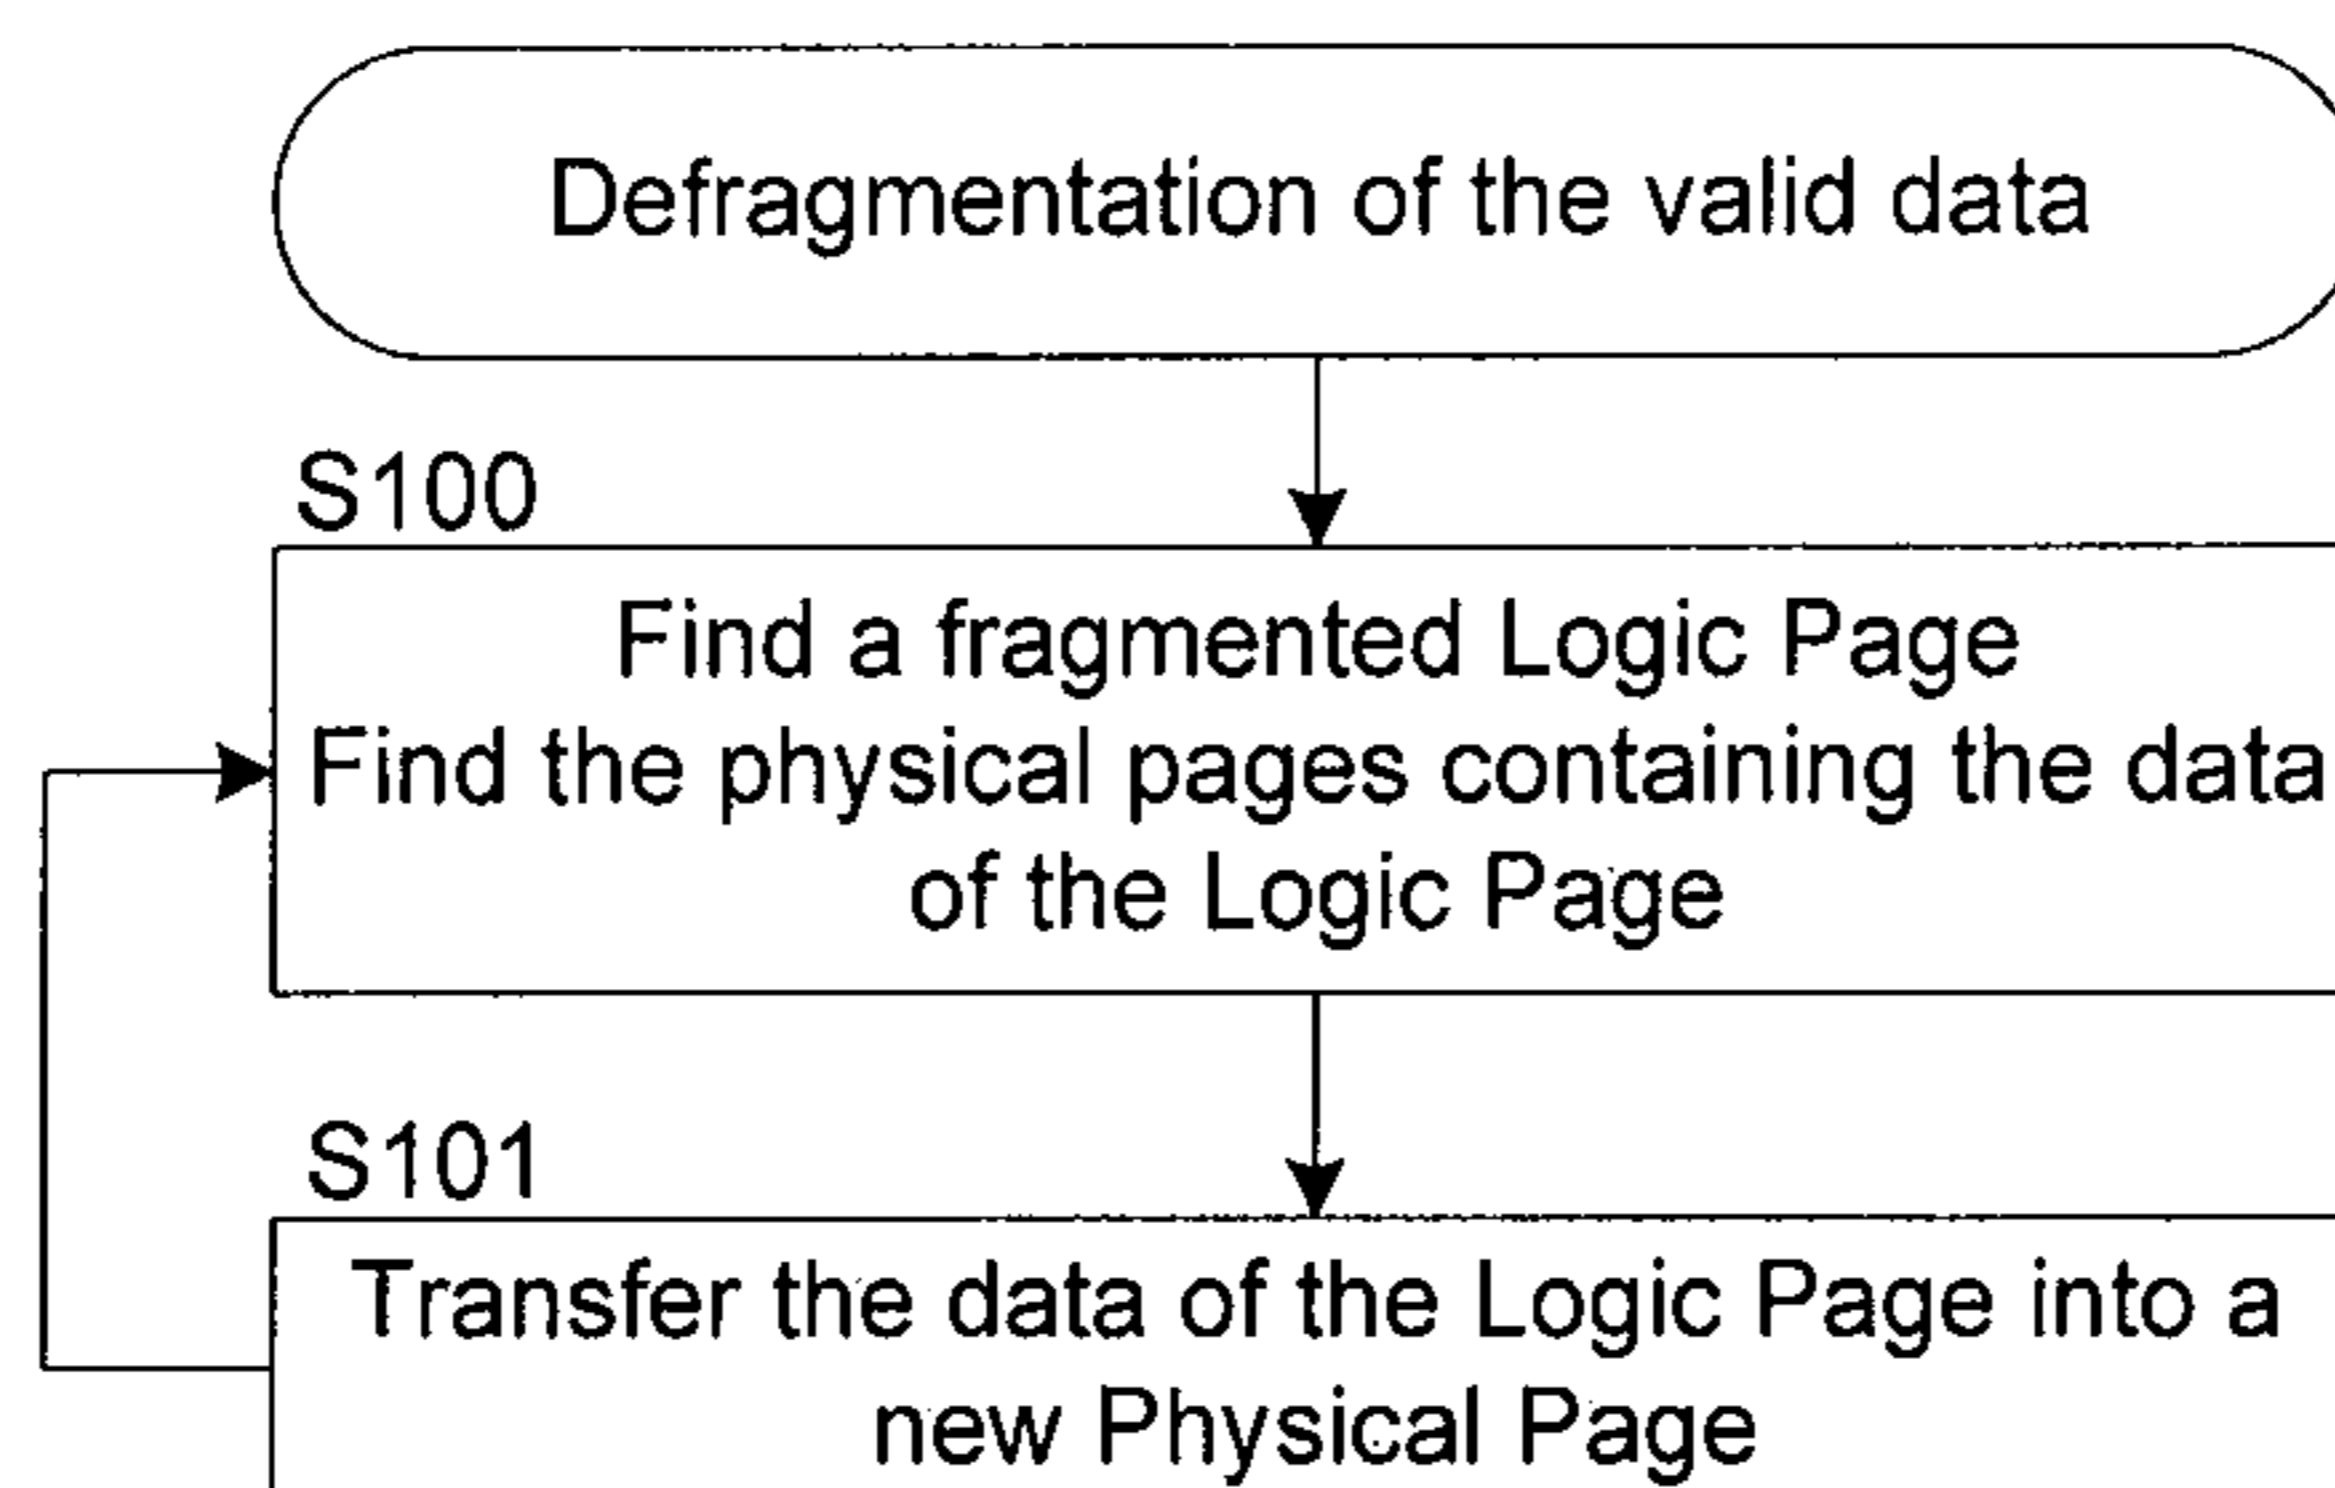 Defragmentation of the valid data
S100
Find a fragmented Logic Page
Find the physical pages containing the data
of the Logic Page
S101
Transfer the data of the Logic Page into a
new Physical Page